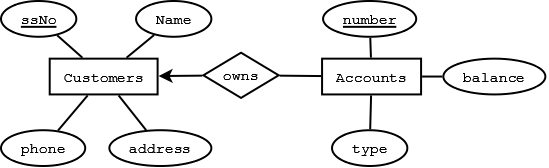 ssNo
Name
number
Customers
owns
Accounts
balance
phone
address
type